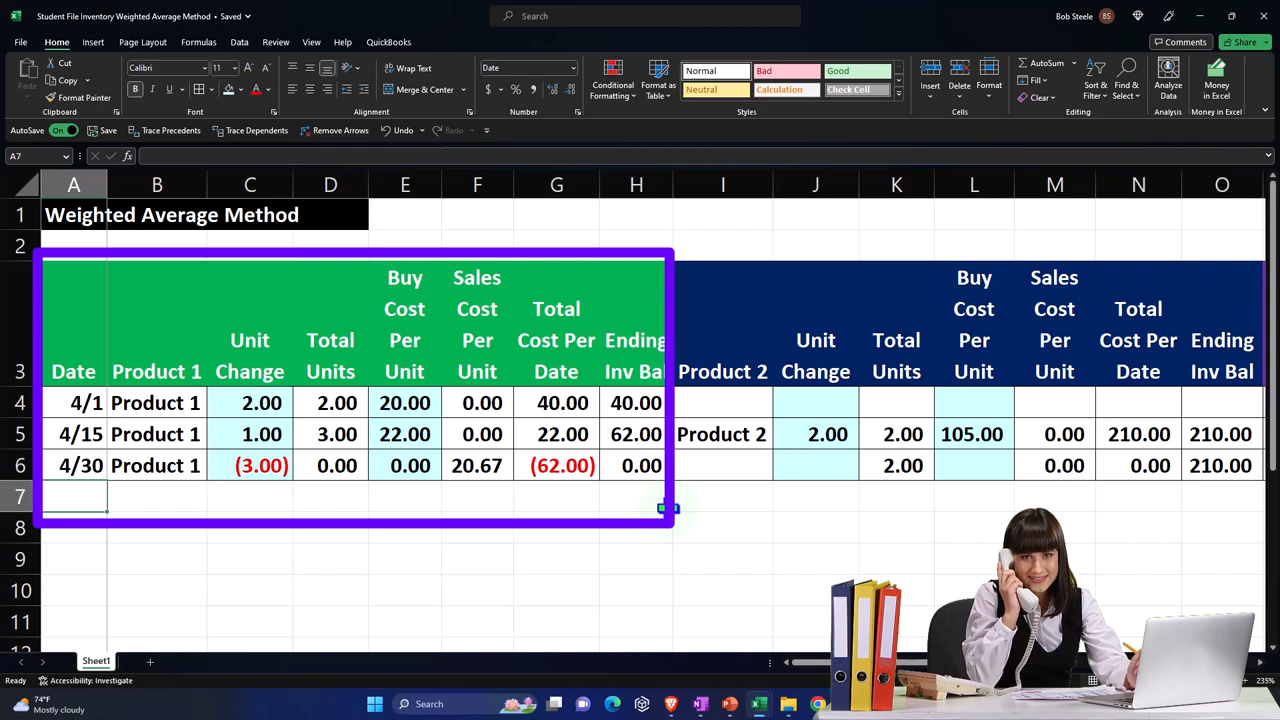 Student File Inventory Weighted Average Method • Saved
Search
Bob Steele BS
File Home Insert Page Layout Formulas Data Review View Help QuickBooks
Comments Share
Cut
Copy
Format Painter
Paste
Clipboard
Calibri 11
B I U
Font
Wrap Text
Merge & Center
Alignment
Date
$ % ,
Number
Conditional Formatting
Format as Table
Normal Bad Good
Neutral Calculation Check Cell
Styles
Insert Delete Format
Cells
AutoSum
Fill
Clear
Sort & Filter
Find & Select
Editing
Analyze Data
Analysis
Money in Excel
Money in Excel
AutoSave On Save Trace Precedents Trace Dependents Remove Arrows Undo Redo
A7 fx
A B C D E F G H I J K L M N O
1 Weighted Average Method
2
Buy Sales Buy Sales
Cost Cost Total Cost Cost Total
Unit Total Per Per Cost Per Ending Unit Total Per Per Cost Per Ending
3 Date Product 1 Change Units Unit Unit Date Inv Bal Product 2 Change Units Unit Unit Date Inv Bal
4 4/1 Product 1 2.00 2.00 20.00 0.00 40.00 40.00
5 4/15 Product 1 1.00 3.00 22.00 0.00 22.00 62.00 Product 2 2.00 2.00 105.00 0.00 210.00 210.00
6 4/30 Product 1 (3.00) 0.00 0.00 20.67 (62.00) 0.00 2.00 0.00 0.00 210.00
7
8
9
10
11
Sheet1
Ready Accessibility: Investigate 235%
74°F
Mostly cloudy
Search